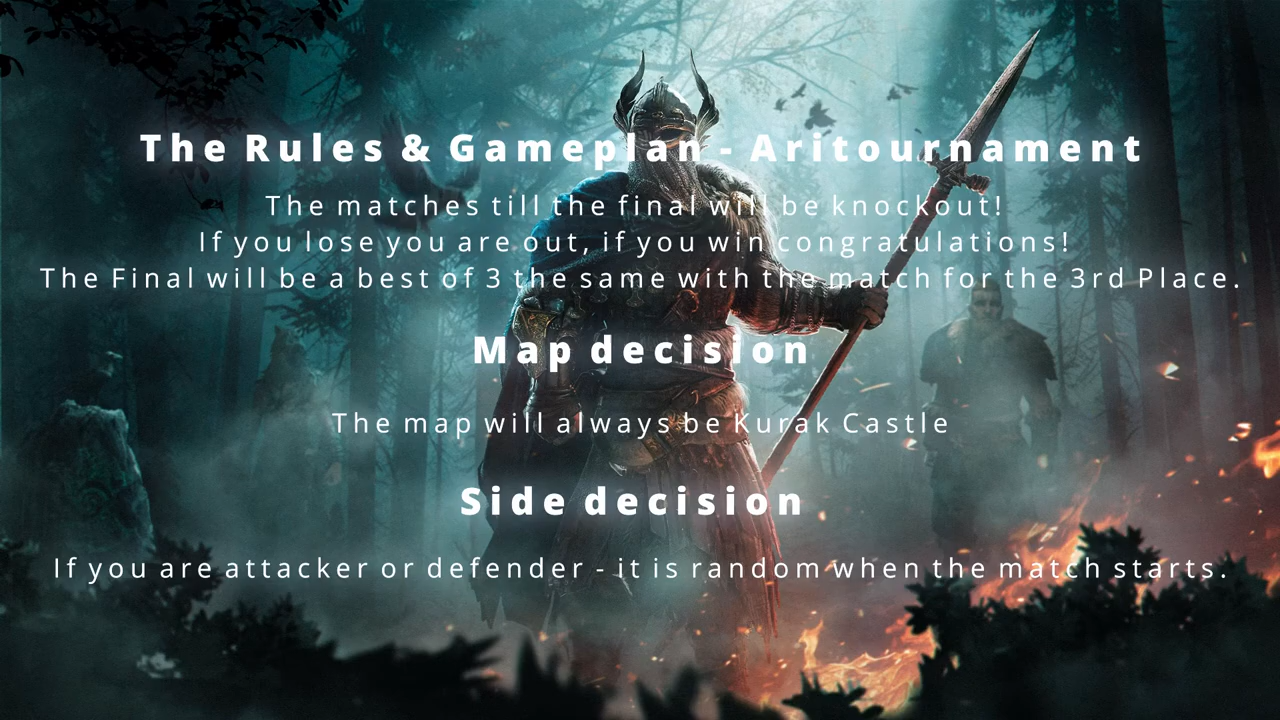 The Rules & Gameplan - Aritournament
The matches till the final will be knockout!
If you lose you are out, if you win congratulations!
The Final will be a best of 3 the same with the match for the 3rd Place.
Map decision
The map will always be Kurak Castle
Side decision
If you are attacker or defender - it is random when the match starts.